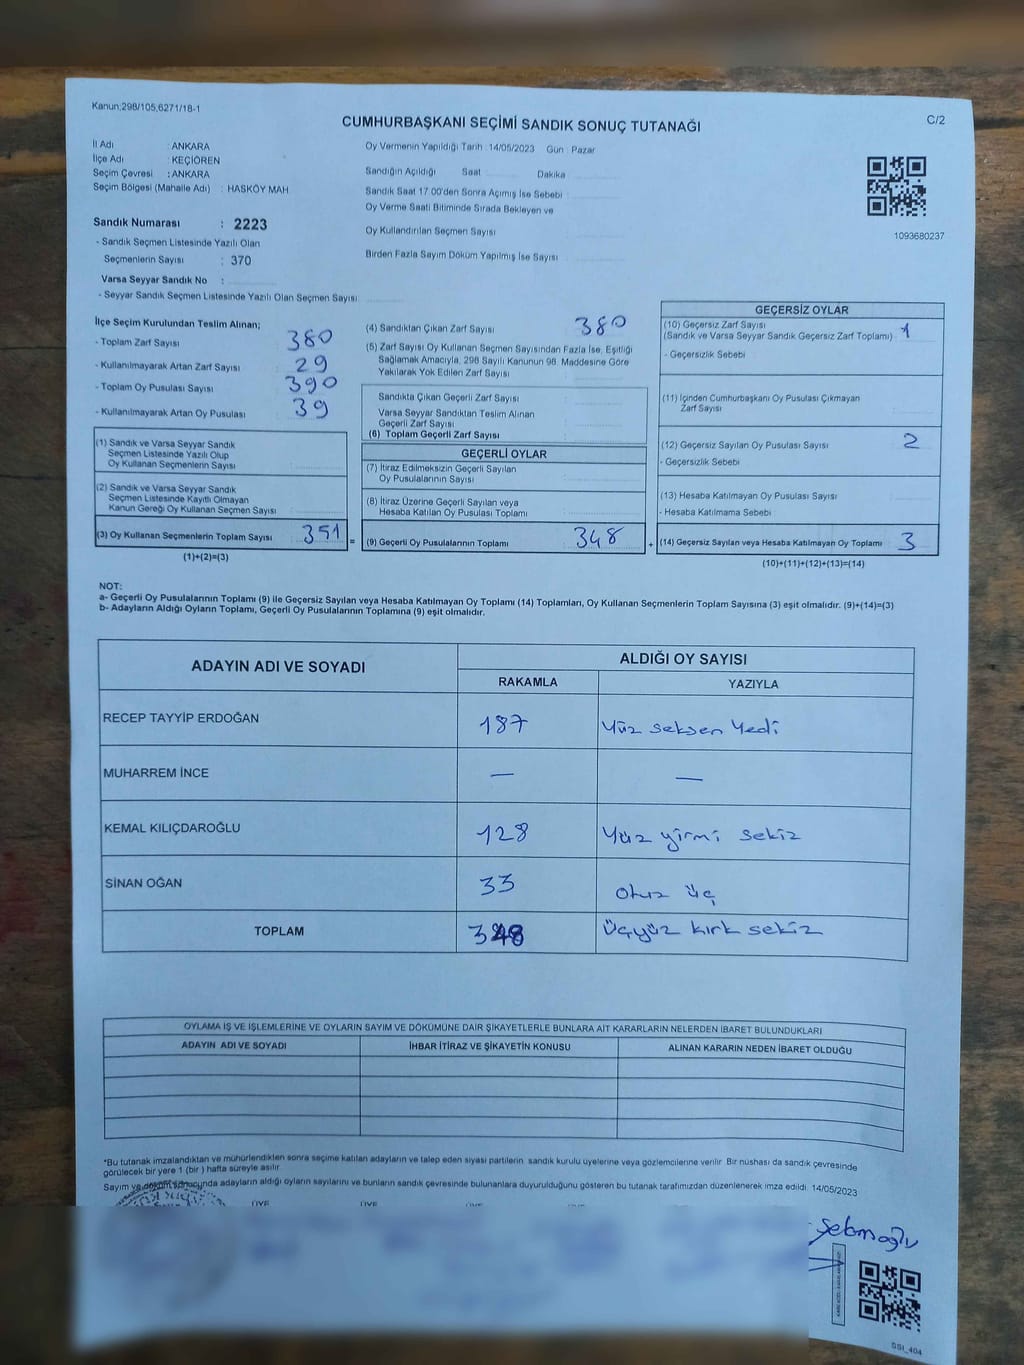 Kanun;298/105,6271/18-1
C/2
CUMHURBAŞKANI SEÇİMİ SANDIK SONUÇ TUTANAĞI
İl Adı : ANKARA
İlçe Adı : KEÇİÖREN
Seçim Çevresi : ANKARA
Seçim Bölgesi (Mahalle Adı) : HASKÖY MAH.
Oy Vermenin Yapıldığı Tarih : 14/05/2023 Gün : Pazar
Sandığın Açıldığı Saat Dakika
Sandık Saat 17:00'den Sonra Açımış İse Sebebi :
Oy Verme Saati Bitiminde Sırada Bekleyen ve
Oy Kullandırılan Seçmen Sayısı
Birden Fazla Sayım Döküm Yapılmış İse Sayısı
1093680237
Sandık Numarası : 2223
- Sandık Seçmen Listesinde Yazılı Olan
Seçmenlerin Sayısı : 370
Varsa Seyyar Sandık No :
- Seyyar Sandık Seçmen Listesinde Yazılı Olan Seçmen Sayısı
İlçe Seçim Kurulundan Teslim Alınan;
- Toplam Zarf Sayısı 380
- Kullanılmayarak Artan Zarf Sayısı 29
- Toplam Oy Pusulası Sayısı 390
- Kullanılmayarak Artan Oy Pusulası 39
(1) Sandık ve Varsa Seyyar Sandık
Seçmen Listesinde Yazılı Olup
Oy Kullanan Seçmenlerin Sayısı
(2) Sandık ve Varsa Seyyar Sandık
Seçmen Listesinde Kayıtlı Olmayan
Kanun Gereği Oy Kullanan Seçmen Sayısı
(3) Oy Kullanan Seçmenlerin Toplam Sayısı 351 =
(1)+(2)=(3)
(4) Sandıktan Çıkan Zarf Sayısı 380
(5) Zarf Sayısı Oy Kullanan Seçmen Sayısından Fazla İse, Eşitliği
Sağlamak Amacıyla, 298 Sayılı Kanunun 98. Maddesine Göre
Yakılarak Yok Edilen Zarf Sayısı
Sandıkta Çıkan Geçerli Zarf Sayısı
Varsa Seyyar Sandıktan Teslim Alınan
Geçerli Zarf Sayısı
(6) Toplam Geçerli Zarf Sayısı
GEÇERLİ OYLAR
(7) İtiraz Edilmeksizin Geçerli Sayılan
Oy Pusulalarının Sayısı
(8) İtiraz Üzerine Geçerli Sayılan veya
Hesaba Katılan Oy Pusulası Toplamı
(9) Geçerli Oy Pusulalarının Toplamı 348 +
GEÇERSİZ OYLAR
(10) Geçersiz Zarf Sayısı
(Sandık ve Varsa Seyyar Sandık Geçersiz Zarf Toplamı) 1
- Geçersizlik Sebebi
(11) İçinden Cumhurbaşkanı Oy Pusulası Çıkmayan
Zarf Sayısı
(12) Geçersiz Sayılan Oy Pusulası Sayısı 2
- Geçersizlik Sebebi
(13) Hesaba Katılmayan Oy Pusulası Sayısı
- Hesaba Katılmama Sebebi
(14) Geçersiz Sayılan veya Hesaba Katılmayan Oy Toplamı 3
(10)+(11)+(12)+(13)=(14)
NOT:
a- Geçerli Oy Pusulalarının Toplamı (9) ile Geçersiz Sayılan veya Hesaba Katılmayan Oy Toplamı (14) Toplamları, Oy Kullanan Seçmenlerin Toplam Sayısına (3) eşit olmalıdır. (9)+(14)=(3)
b- Adayların Aldığı Oyların Toplamı, Geçerli Oy Pusulalarının Toplamına (9) eşit olmalıdır.
ADAYIN ADI VE SOYADI
ALDIĞI OY SAYISI
RAKAMLA YAZIYLA
RECEP TAYYİP ERDOĞAN 187 Yüz seksen Yedi
MUHARREM İNCE — —
KEMAL KILIÇDAROĞLU 128 Yüz yirmi sekiz
SİNAN OĞAN 33 Otuz üç
TOPLAM 348 Üçyüz kırk sekiz
OYLAMA İŞ VE İŞLEMLERİNE VE OYLARIN SAYIM VE DÖKÜMÜNE DAİR ŞİKAYETLERLE BUNLARA AİT KARARLARIN NELERDEN İBARET BULUNDUKLARI
ADAYIN ADI VE SOYADI İHBAR İTİRAZ VE ŞİKAYETİN KONUSU ALINAN KARARIN NEDEN İBARET OLDUĞU
*Bu tutanak imzalandıktan ve mühürlendikten sonra seçime katılan adayların ve talep eden siyasi partilerin sandık kurulu üyelerine veya gözlemcilerine verilir. Bir nüshası da sandık çevresinde
görülecek bir yere 1 (bir ) hafta süreyle asılır.
Sayım ve döküm sonucunda adayların aldığı oyların sayılarını ve bunların sandık çevresinde bulunanlara duyurulduğunu gösteren bu tutanak tarafımızdan düzenlenerek imza edildi. 14/05/2023
ÜYE ÜYE
SSI_404